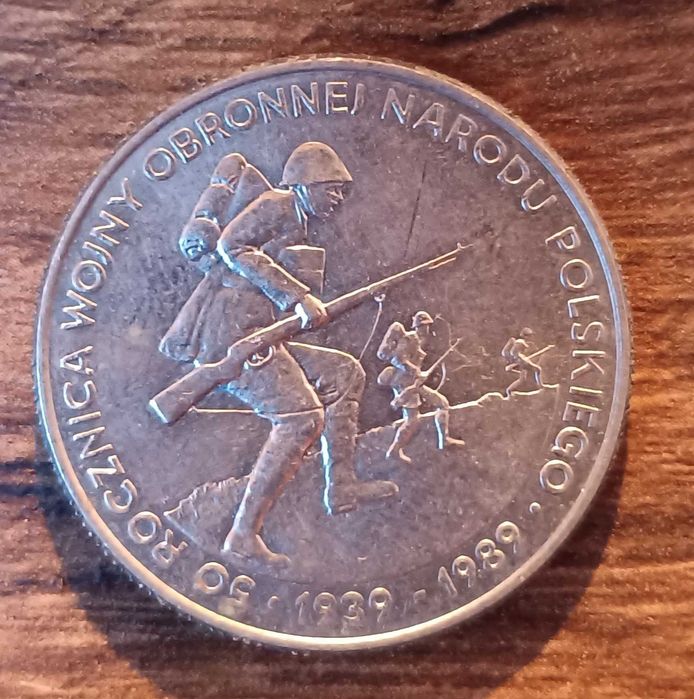 50 ROCZNICA WOJNY OBRONNEJ NARODU POLSKIEGO · 1939 - 1989 ·